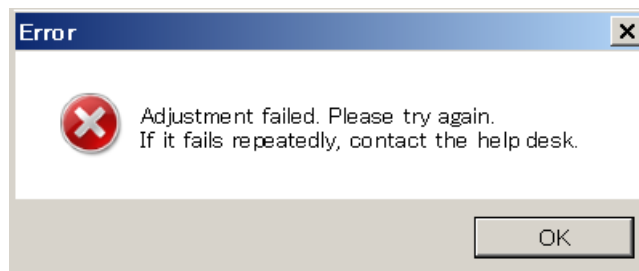 Error
Adjustment failed. Please try again.
If it fails repeatedly, contact the help desk.
OK